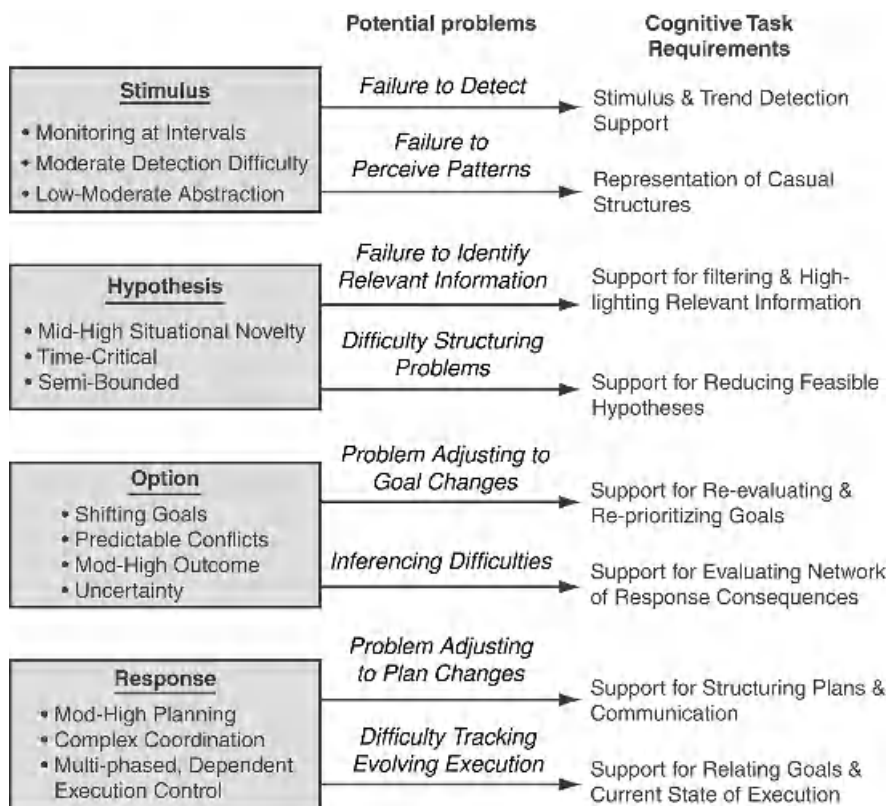 Potential problems
Cognitive Task
Requirements
Stimulus
• Monitoring at Intervals
• Moderate Detection Difficulty
• Low-Moderate Abstraction
Failure to Detect
Stimulus & Trend Detection
Support
Failure to
Perceive Patterns
Representation of Casual
Structures
Hypothesis
• Mid-High Situational Novelty
• Time-Critical
• Semi-Bounded
Failure to Identify
Relevant Information
Support for filtering & High-
lighting Relevant Information
Difficulty Structuring
Problems
Support for Reducing Feasible
Hypotheses
Option
• Shifting Goals
• Predictable Conflicts
• Mod-High Outcome
• Uncertainty
Problem Adjusting to
Goal Changes
Support for Re-evaluating &
Re-prioritizing Goals
Inferencing Difficulties
Support for Evaluating Network
of Response Consequences
Response
• Mod-High Planning
• Complex Coordination
• Multi-phased, Dependent
Execution Control
Problem Adjusting
to Plan Changes
Support for Structuring Plans &
Communication
Difficulty Tracking
Evolving Execution
Support for Relating Goals &
Current State of Execution